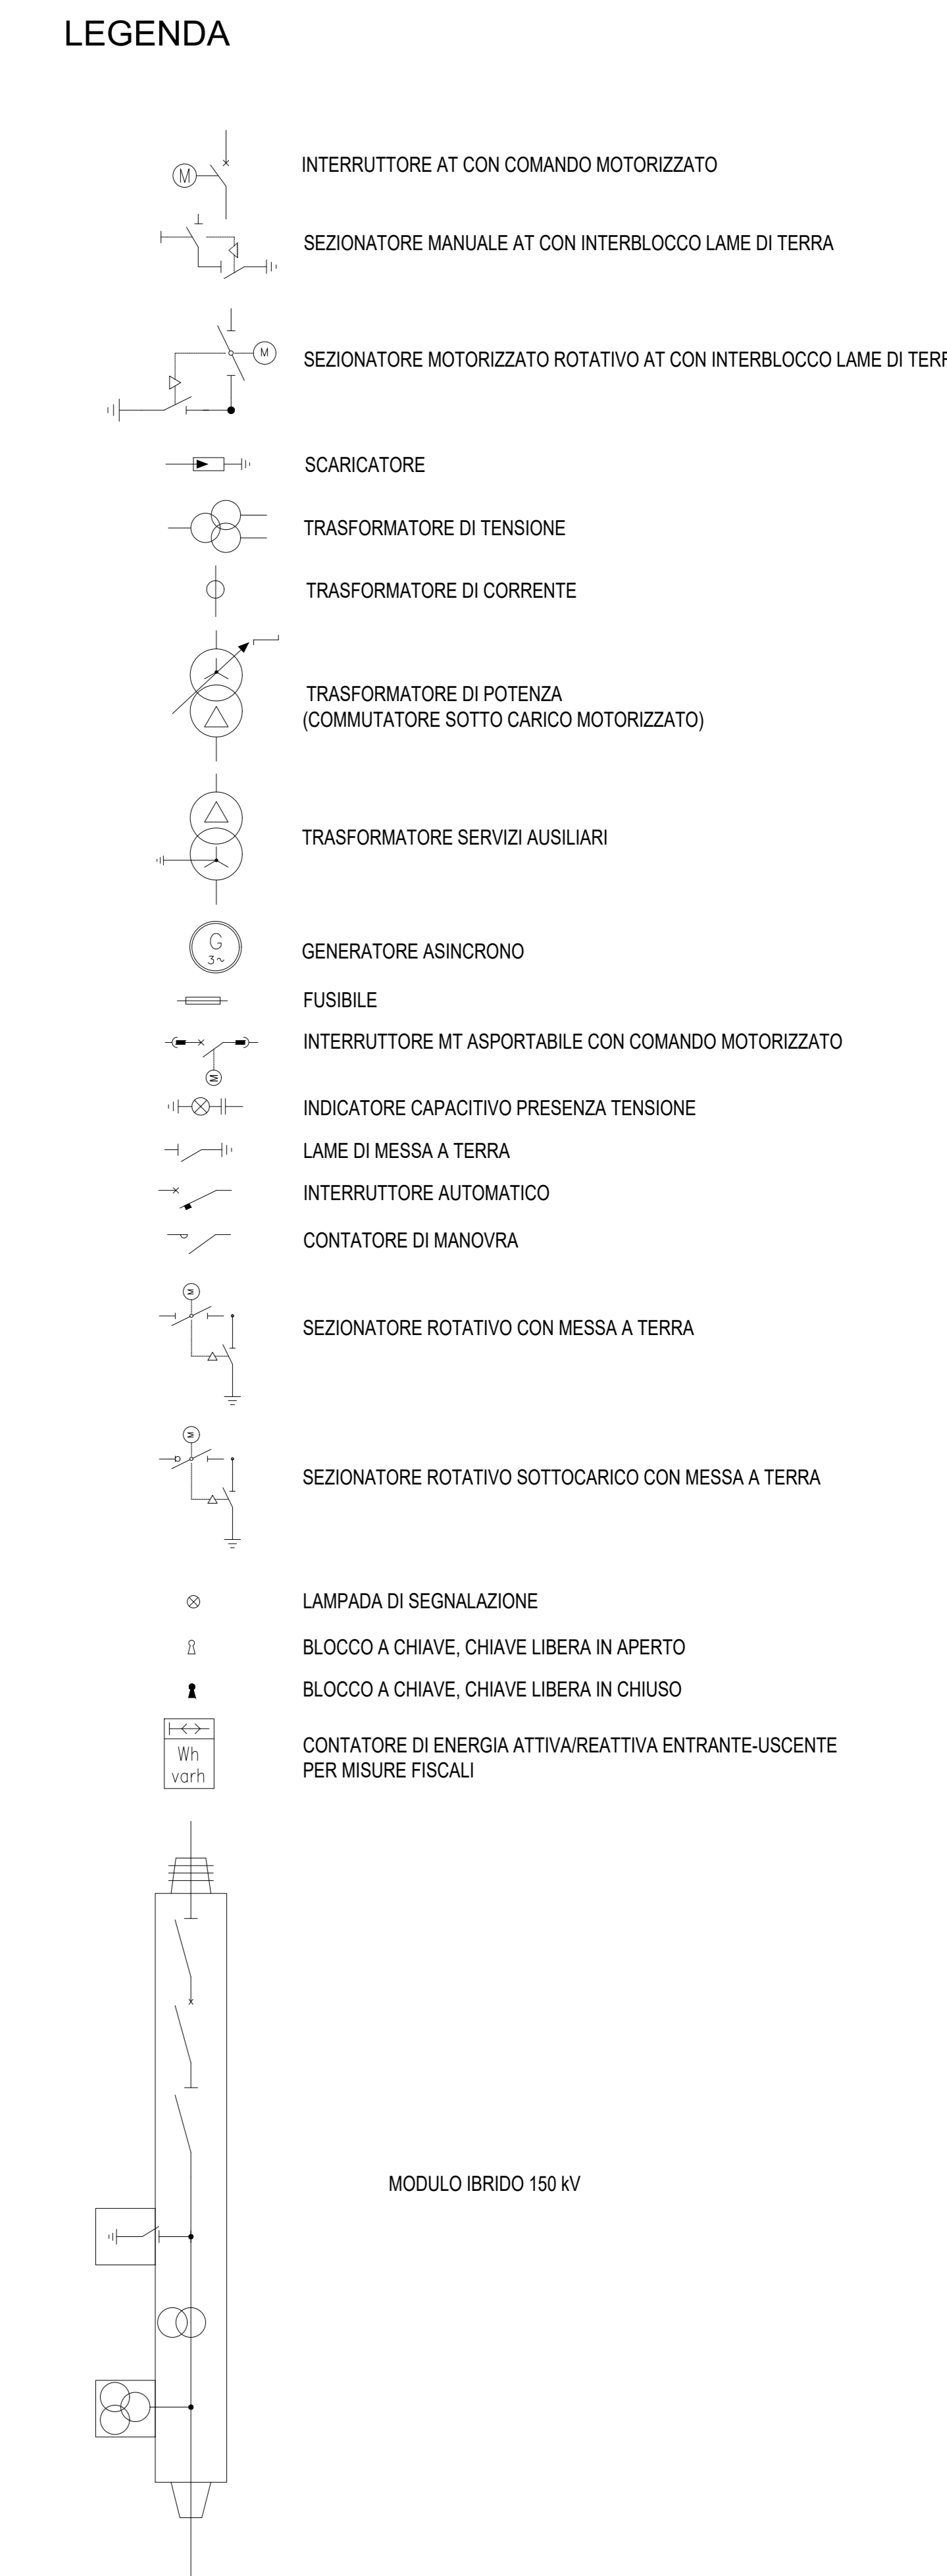 LEGENDA
M
INTERRUTTORE AT CON COMANDO MOTORIZZATO
SEZIONATORE MANUALE AT CON INTERBLOCCO LAME DI TERRA
M
SEZIONATORE MOTORIZZATO ROTATIVO AT CON INTERBLOCCO LAME DI
SCARICATORE
TRASFORMATORE DI TENSIONE
TRASFORMATORE DI CORRENTE
TRASFORMATORE DI POTENZA
(COMMUTATORE SOTTO CARICO MOTORIZZATO)
TRASFORMATORE SERVIZI AUSILIARI
G
3~
GENERATORE ASINCRONO
FUSIBILE
INTERRUTTORE MT ASPORTABILE CON COMANDO MOTORIZZATO
M
INDICATORE CAPACITIVO PRESENZA TENSIONE
LAME DI MESSA A TERRA
INTERRUTTORE AUTOMATICO
CONTATORE DI MANOVRA
M
SEZIONATORE ROTATIVO CON MESSA A TERRA
M
SEZIONATORE ROTATIVO SOTTOCARICO CON MESSA A TERRA
LAMPADA DI SEGNALAZIONE
BLOCCO A CHIAVE, CHIAVE LIBERA IN APERTO
BLOCCO A CHIAVE, CHIAVE LIBERA IN CHIUSO
Wh
varh
CONTATORE DI ENERGIA ATTIVA/REATTIVA ENTRANTE-USCENTE
PER MISURE FISCALI
MODULO IBRIDO 150 kV